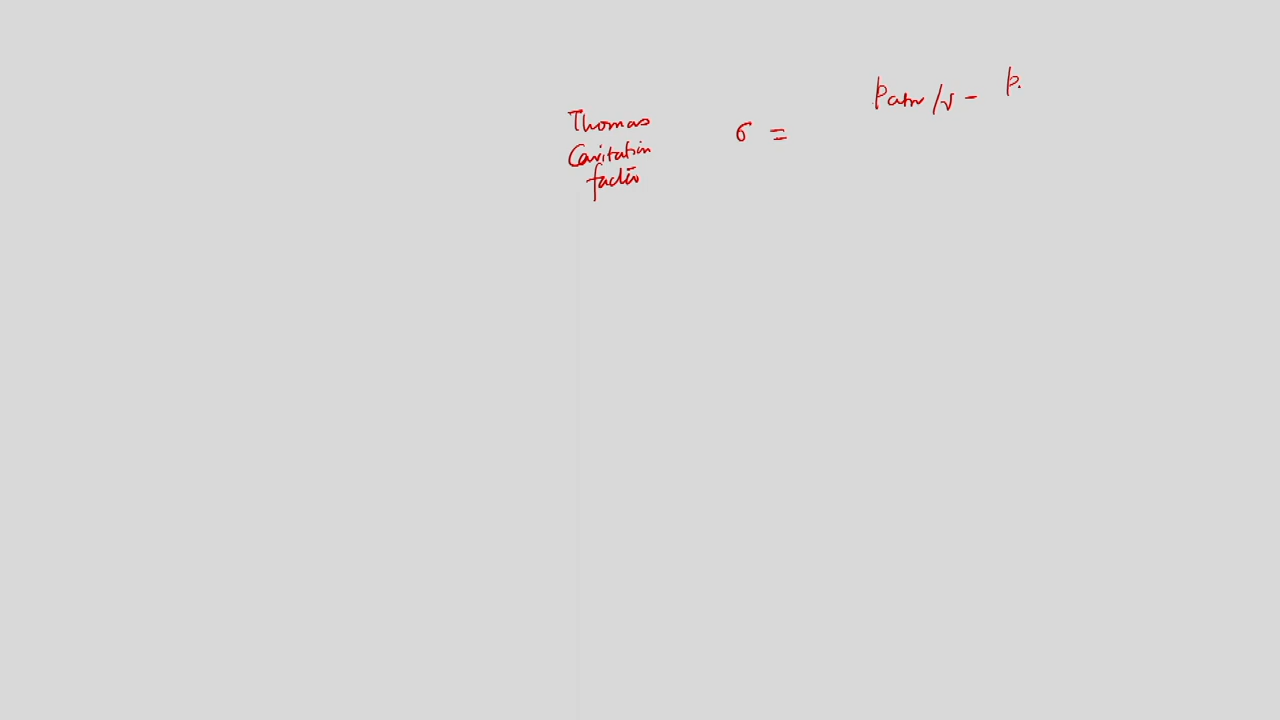 Thomas
Cavitation
factor
σ =
Patm /γ - p.